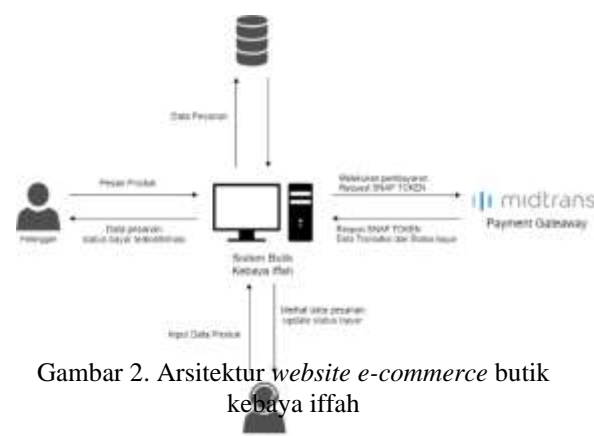 Data Pesanan
Pesan Produk
Data pesanan
status bayar terkonfirmasi
Pelanggan
Melakukan pembayaran
Request SNAP TOKEN
Respon SNAP TOKEN
Data Transaksi dan Status bayar
midtrans
Payment Gateaway
Sistem Butik
Kebaya Iffah
Melihat data pesanan
update status bayar
Input Data Produk
Gambar 2. Arsitektur website e-commerce butik
kebaya iffah